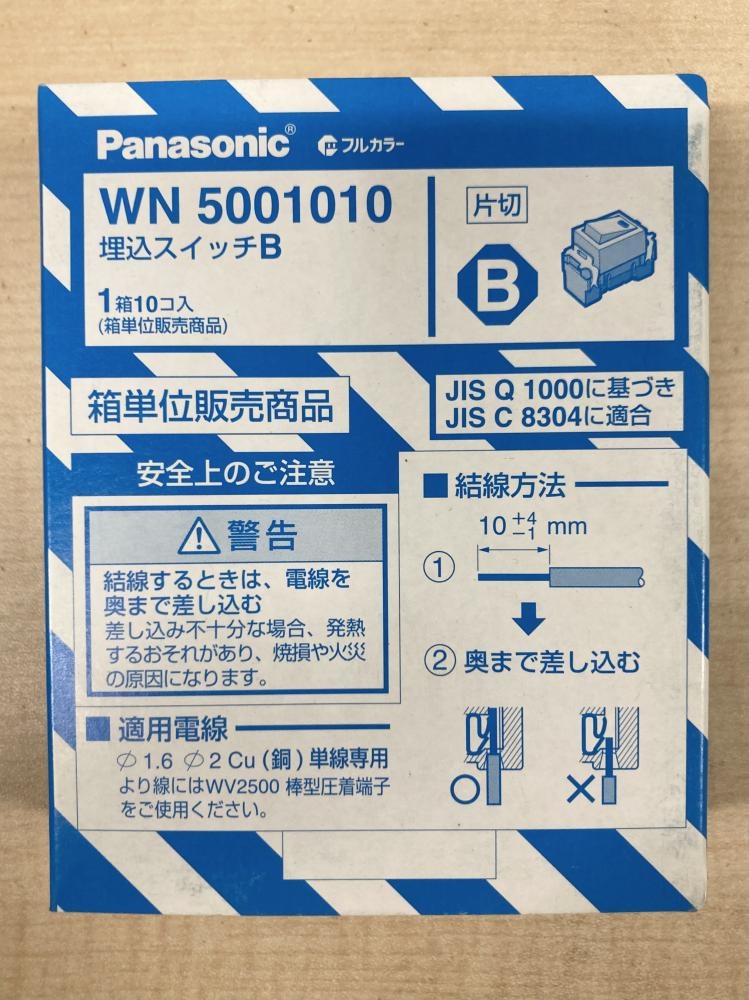 Panasonic® フルカラー
WN 5001010
埋込スイッチB
1箱10コ入
(箱単位販売商品)
片切
B
箱単位販売商品
JIS Q 1000に基づき
JIS C 8304に適合
安全上のご注意
警告
結線するときは、電線を
奥まで差し込む
差し込み不十分な場合、発熱
するおそれがあり、焼損や火災
の原因になります。
■適用電線
φ1.6 φ2 Cu(銅)単線専用
より線にはWV2500 棒型圧着端子
をご使用ください。
■結線方法
10 +4 −1 mm
①
②奥まで差し込む
○ ×